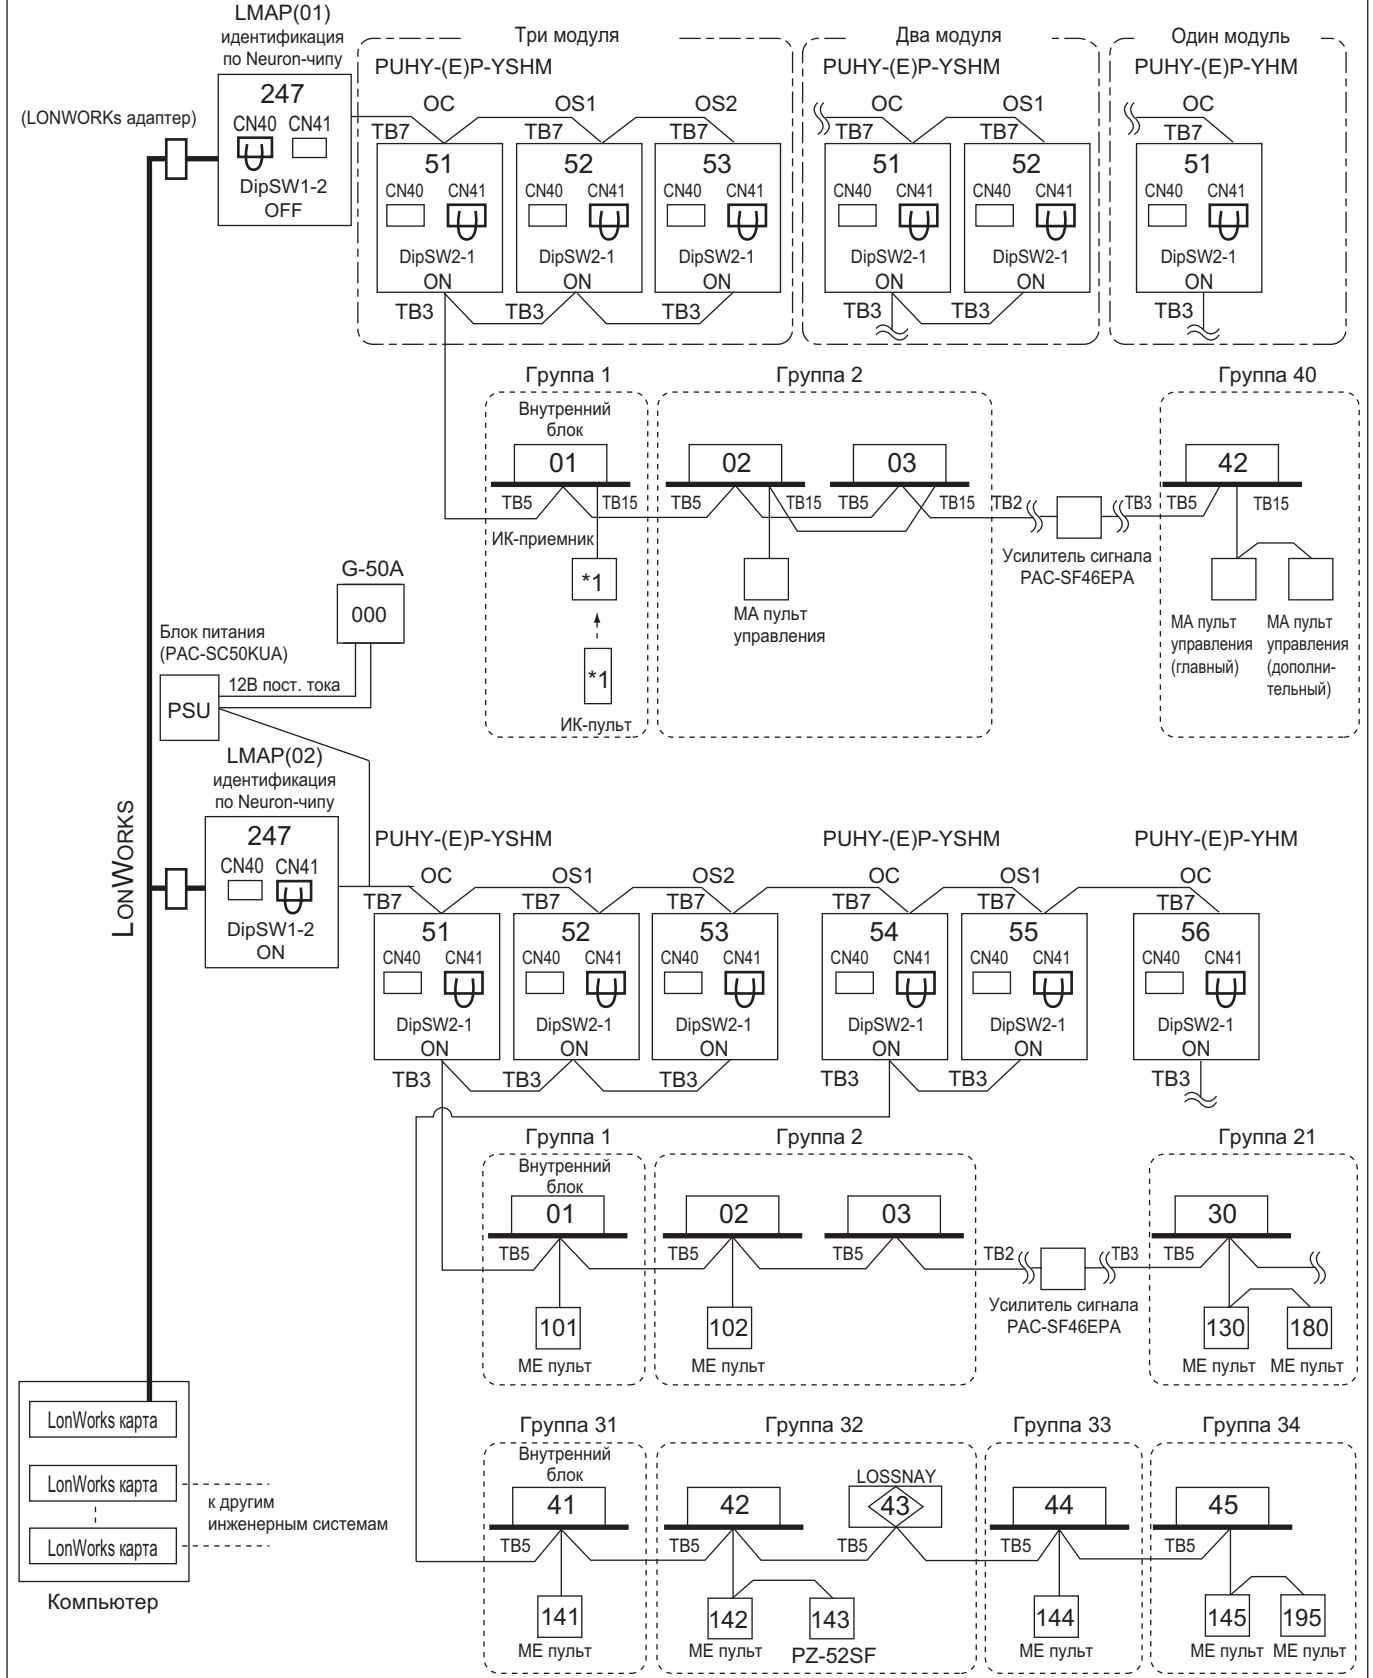 LMAP(01)
идентификация
по Neuron-чипу
Три модуля
Два модуля
Один модуль
PUHY-(E)P-YSHM
PUHY-(E)P-YSHM
PUHY-(E)P-YHM
(LONWORKs адаптер)
247
CN40 CN41
DipSW1-2
OFF
OC OS1 OS2 OC OS1 OC
TB7 TB7 TB7 TB7 TB7 TB7
51 52 53 51 52 51
CN40 CN41 CN40 CN41 CN40 CN41 CN40 CN41 CN40 CN41 CN40 CN41
DipSW2-1 DipSW2-1 DipSW2-1 DipSW2-1 DipSW2-1 DipSW2-1
ON ON ON ON ON ON
TB3 TB3 TB3 TB3 TB3 TB3
Группа 1 Группа 2 Группа 40
Внутренний
блок
01 02 03 42
TB5 TB15 TB5 TB15 TB5 TB15 TB2 TB3 TB5 TB15
ИК-приемник
*1
*1
ИК-пульт
МА пульт
управления
Усилитель сигнала
PAC-SF46EPA
МА пульт
управления
(главный)
МА пульт
управления
(дополни-
тельный)
G-50A
000
Блок питания
(PAC-SC50KUA)
12В пост. тока
PSU
LMAP(02)
идентификация
по Neuron-чипу
247
CN40 CN41
DipSW1-2
ON
LONWORKS
PUHY-(E)P-YSHM PUHY-(E)P-YSHM PUHY-(E)P-YHM
OC OS1 OS2 OC OS1 OC
TB7 TB7 TB7 TB7 TB7 TB7
51 52 53 54 55 56
CN40 CN41 CN40 CN41 CN40 CN41 CN40 CN41 CN40 CN41 CN40 CN41
DipSW2-1 DipSW2-1 DipSW2-1 DipSW2-1 DipSW2-1 DipSW2-1
ON ON ON ON ON ON
TB3 TB3 TB3 TB3 TB3 TB3
Группа 1 Группа 2 Группа 21
Внутренний
блок
01 02 03 30
TB5 TB5 TB5 TB2 TB3 TB5
Усилитель сигнала
PAC-SF46EPA
101 102 130 180
ME пульт ME пульт ME пульт ME пульт
Группа 31 Группа 32 Группа 33 Группа 34
Внутренний
блок
LOSSNAY
41 42 43 44 45
TB5 TB5 TB5 TB5 TB5
141 142 143 144 145 195
ME пульт ME пульт PZ-52SF ME пульт ME пульт ME пульт
LonWorks карта
LonWorks карта
LonWorks карта
к другим
инженерным системам
Компьютер